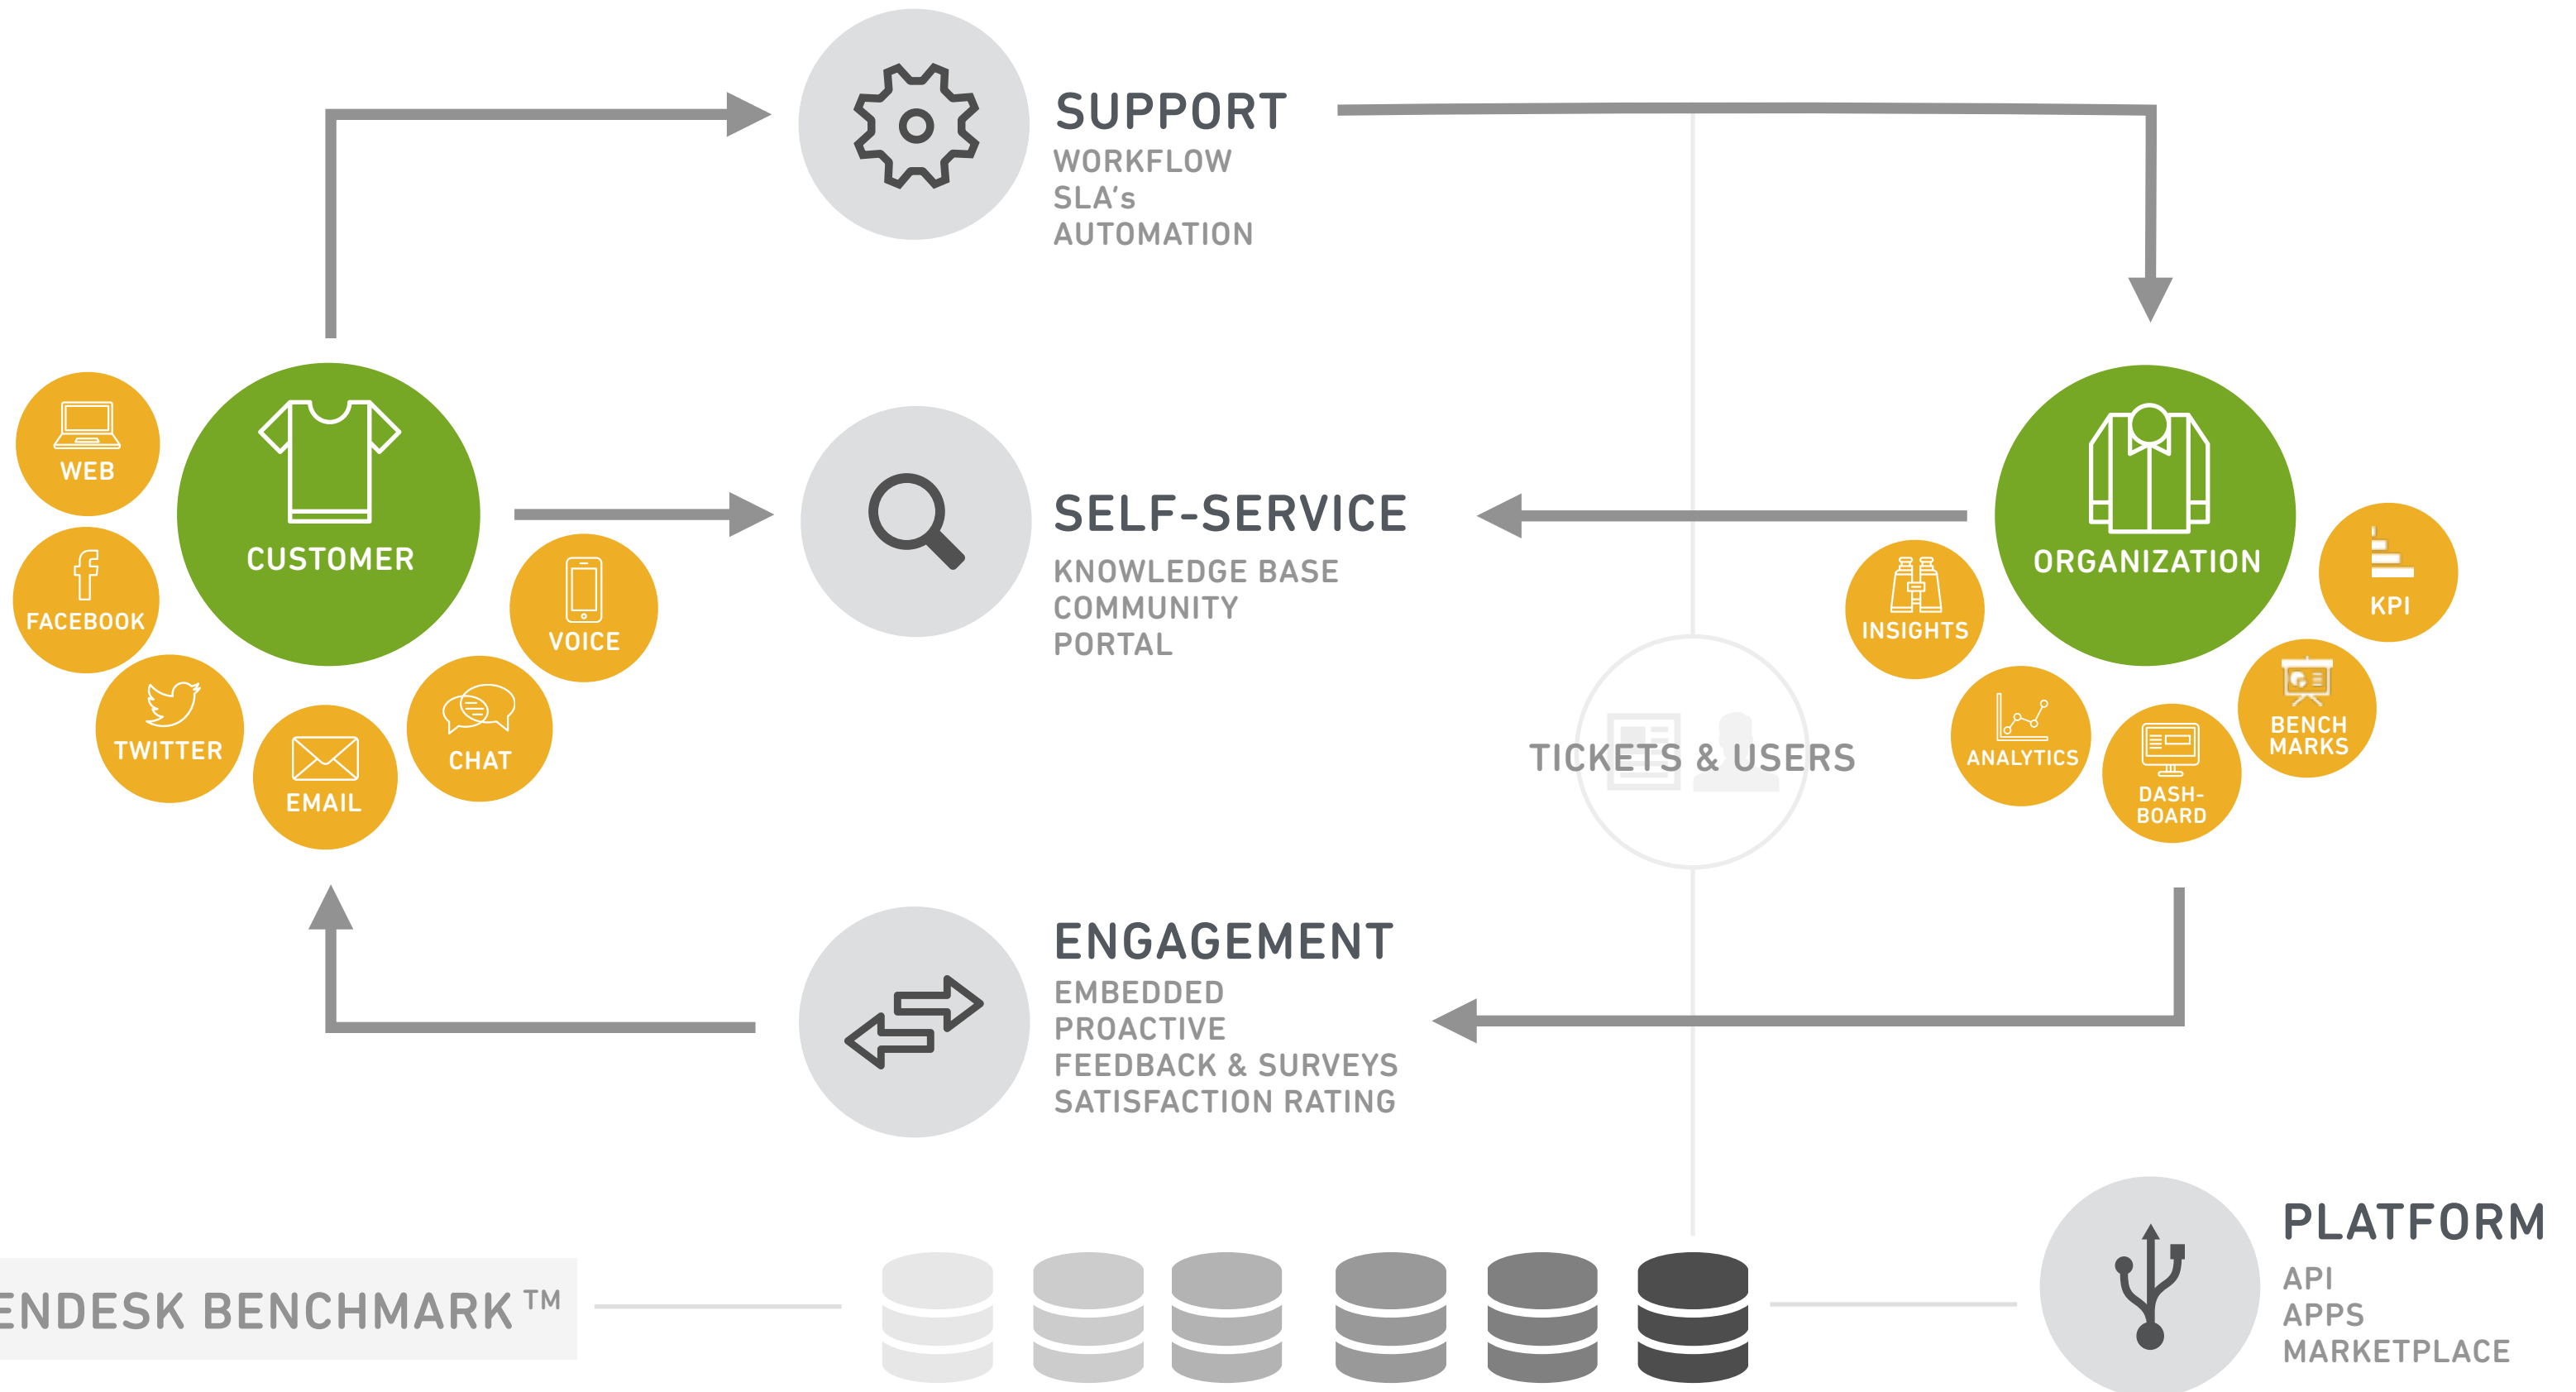 SUPPORT
WORKFLOW
SLA's
AUTOMATION
WEB
FACEBOOK
TWITTER
EMAIL
CHAT
VOICE
CUSTOMER
SELF-SERVICE
KNOWLEDGE BASE
COMMUNITY
PORTAL
TICKETS & USERS
ORGANIZATION
INSIGHTS
ANALYTICS
DASH-
BOARD
BENCH
MARKS
KPI
ENGAGEMENT
EMBEDDED
PROACTIVE
FEEDBACK & SURVEYS
SATISFACTION RATING
ENDESK BENCHMARK™
PLATFORM
API
APPS
MARKETPLACE